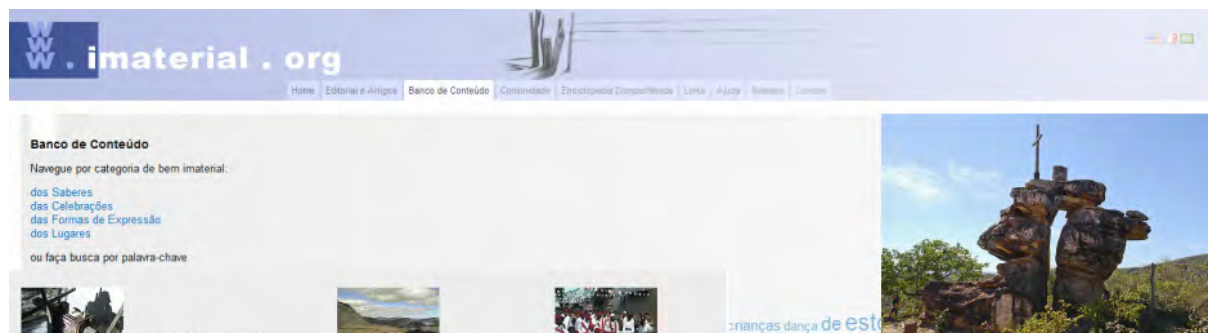 www.imaterial.org
Home Editorial e Artigos Banco de Conteúdo Comunidade Enciclopédia Compartilhada Links Ajuda
Banco de Conteúdo
Navegue por categoria de bem imaterial:
dos Saberes
das Celebrações
das Formas de Expressão
dos Lugares
ou faça busca por palavra-chave
crianças dança de esto